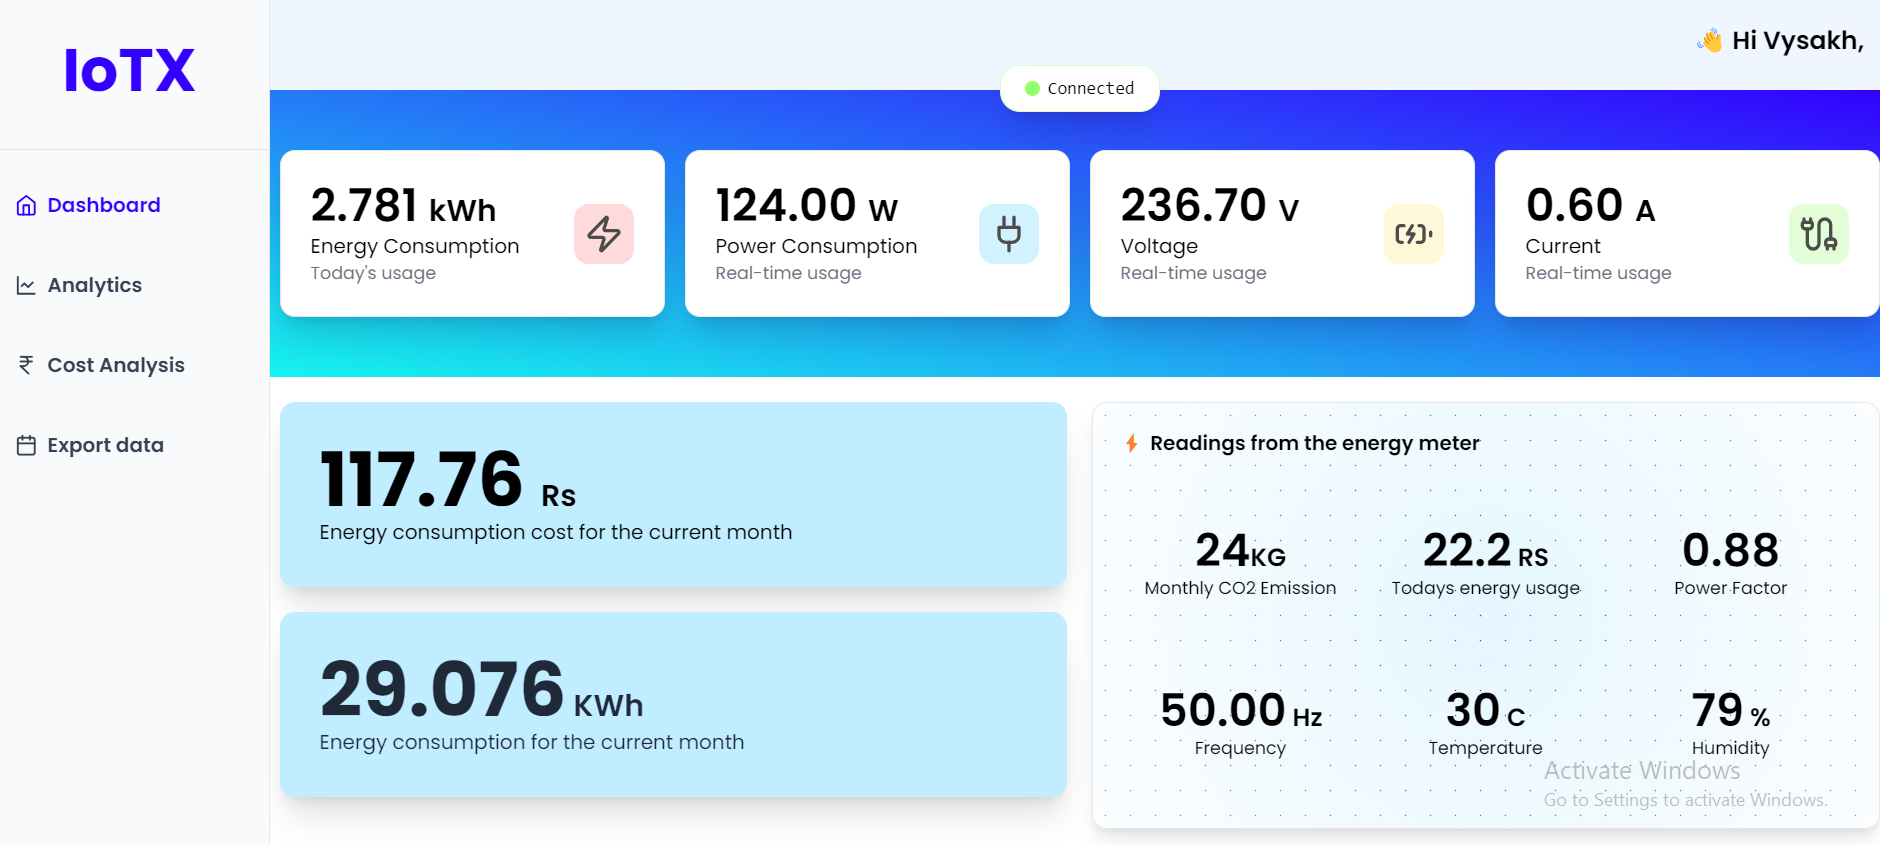 IoTX
👋 Hi Vysakh,
Connected
Dashboard
Analytics
Cost Analysis
Export data
2.781 kWh
Energy Consumption
Today's usage
124.00 W
Power Consumption
Real-time usage
236.70 V
Voltage
Real-time usage
0.60 A
Current
Real-time usage
117.76 Rs
Energy consumption cost for the current month
29.076 KWh
Energy consumption for the current month
Readings from the energy meter
24KG
Monthly CO2 Emission
22.2 RS
Todays energy usage
0.88
Power Factor
50.00 Hz
Frequency
30 C
Temperature
79 %
Humidity
Activate Windows
Go to Settings to activate Windows.